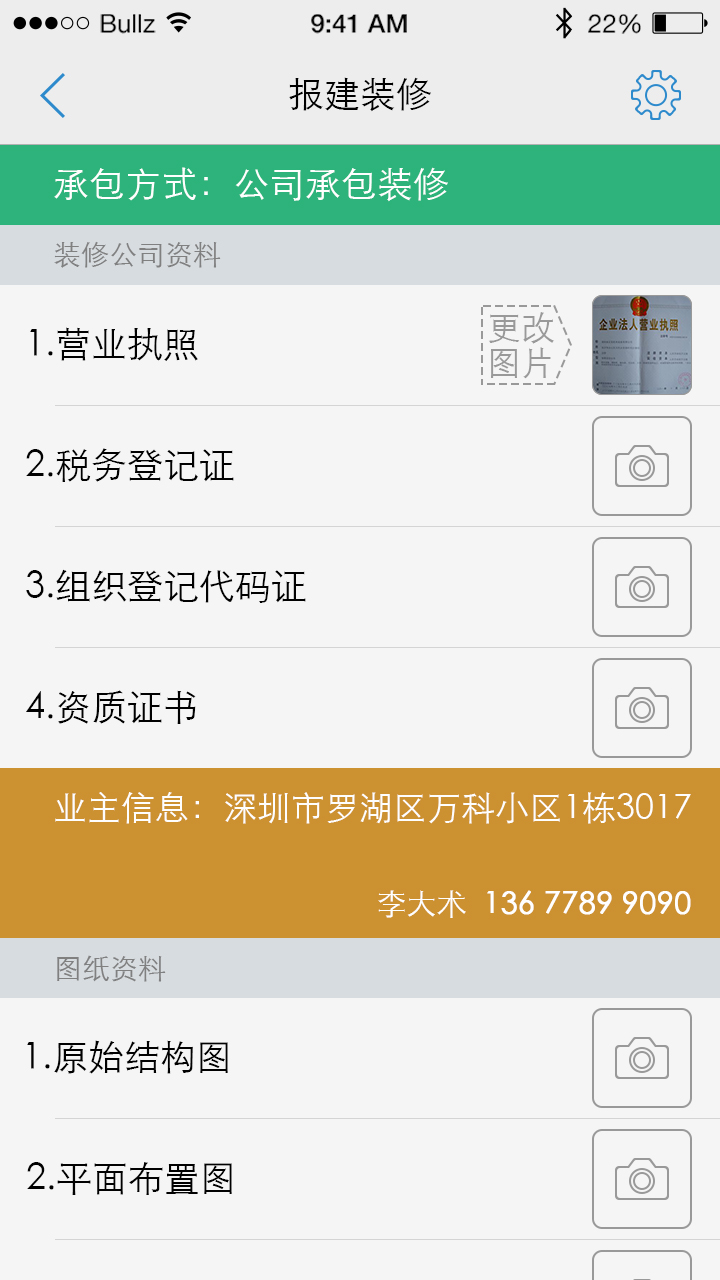 Bullz 9:41 AM 22%
报建装修
承包方式：公司承包装修
装修公司资料
1.营业执照
更改
图片
企业法人营业执照
2.税务登记证
3.组织登记代码证
4.资质证书
业主信息：深圳市罗湖区万科小区1栋3017
李大术 136 7789 9090
图纸资料
1.原始结构图
2.平面布置图